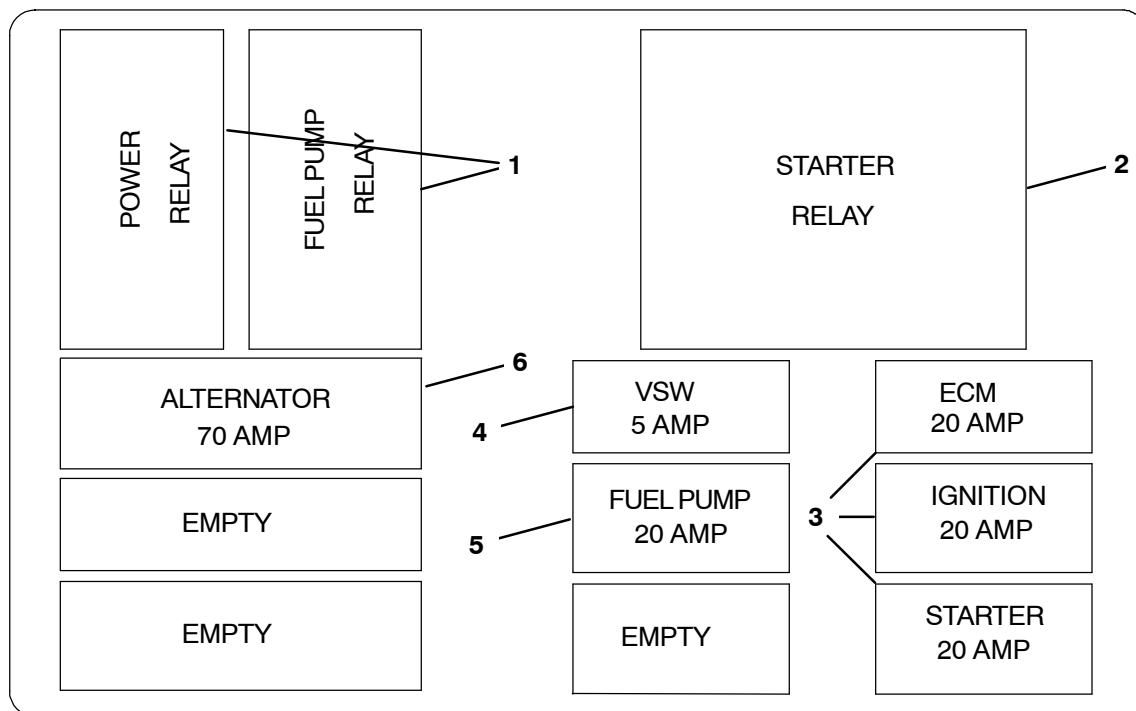 POWER
RELAY
FUEL PUMP
RELAY
1
STARTER
RELAY
2
ALTERNATOR
70 AMP
6
4
VSW
5 AMP
ECM
20 AMP
EMPTY
5
FUEL PUMP
20 AMP
3
IGNITION
20 AMP
EMPTY
EMPTY
STARTER
20 AMP